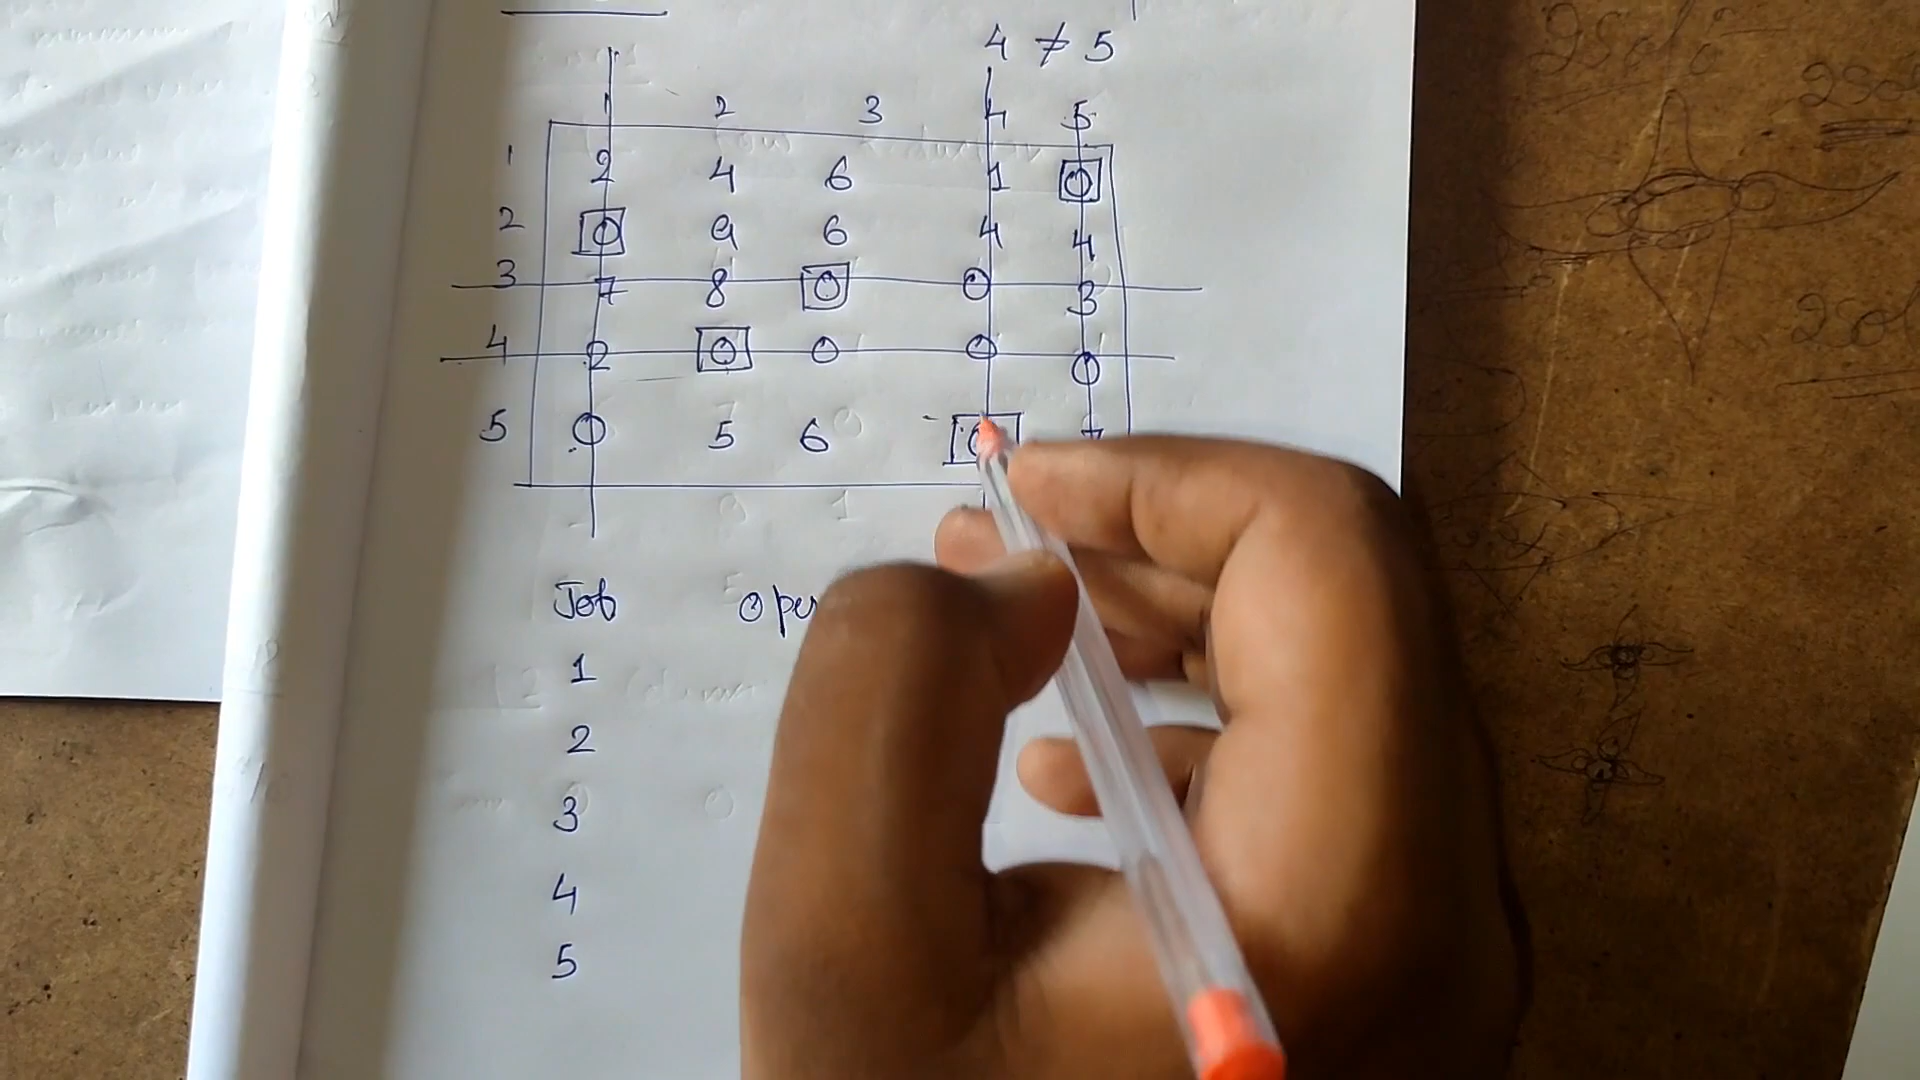 4 ≠ 5
1 2 3 4 5
1 2 4 6 1 0
2 0 9 6 4 4
3 7 8 0 0 3
4 2 0 0 0 0
5 0 5 6 0 7
Job Oper
1
2
3
4
5